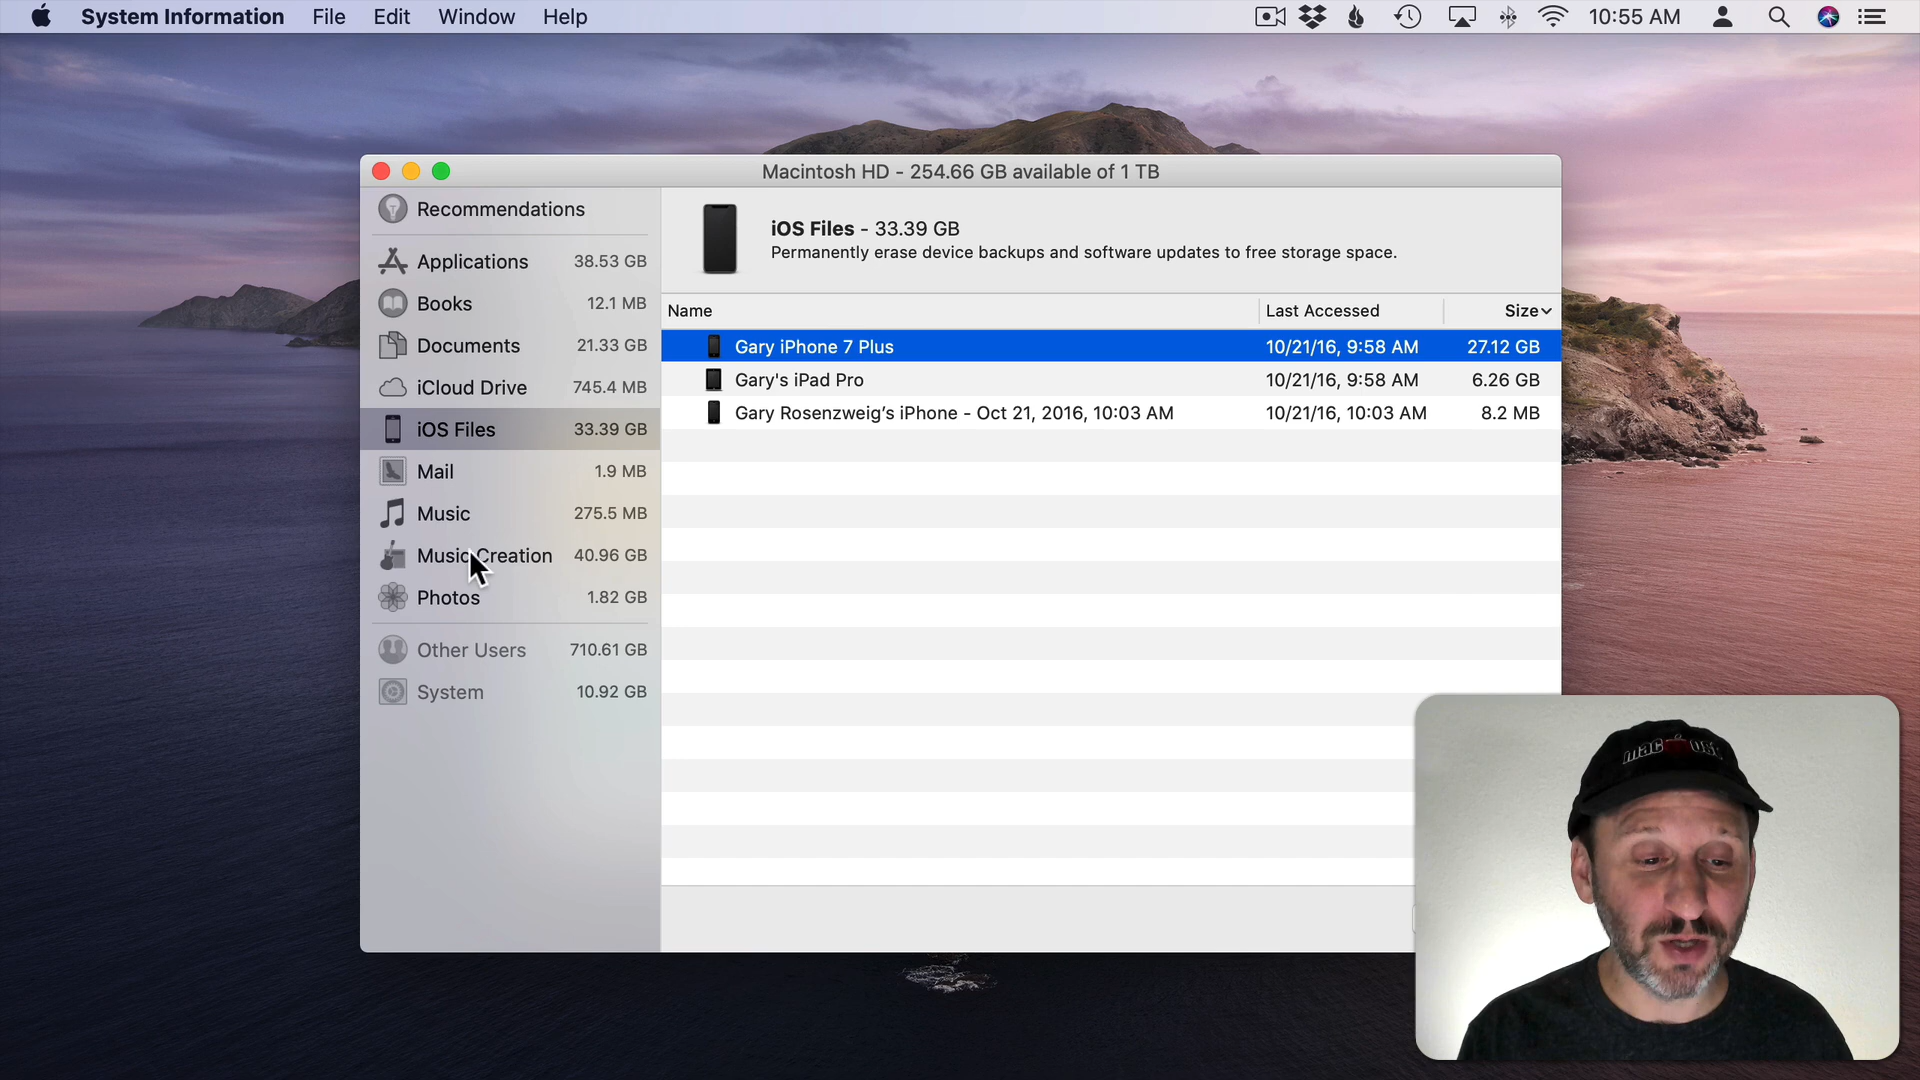 System Information File Edit Window Help 10:55 AM
Macintosh HD - 254.66 GB available of 1 TB
Recommendations
Applications 38.53 GB
Books 12.1 MB
Documents 21.33 GB
iCloud Drive 745.4 MB
iOS Files 33.39 GB
Mail 1.9 MB
Music 275.5 MB
Music Creation 40.96 GB
Photos 1.82 GB
Other Users 710.61 GB
System 10.92 GB
iOS Files - 33.39 GB
Permanently erase device backups and software updates to free storage space.
Name Last Accessed Size
Gary iPhone 7 Plus 10/21/16, 9:58 AM 27.12 GB
Gary's iPad Pro 10/21/16, 9:58 AM 6.26 GB
Gary Rosenzweig’s iPhone - Oct 21, 2016, 10:03 AM 10/21/16, 10:03 AM 8.2 MB